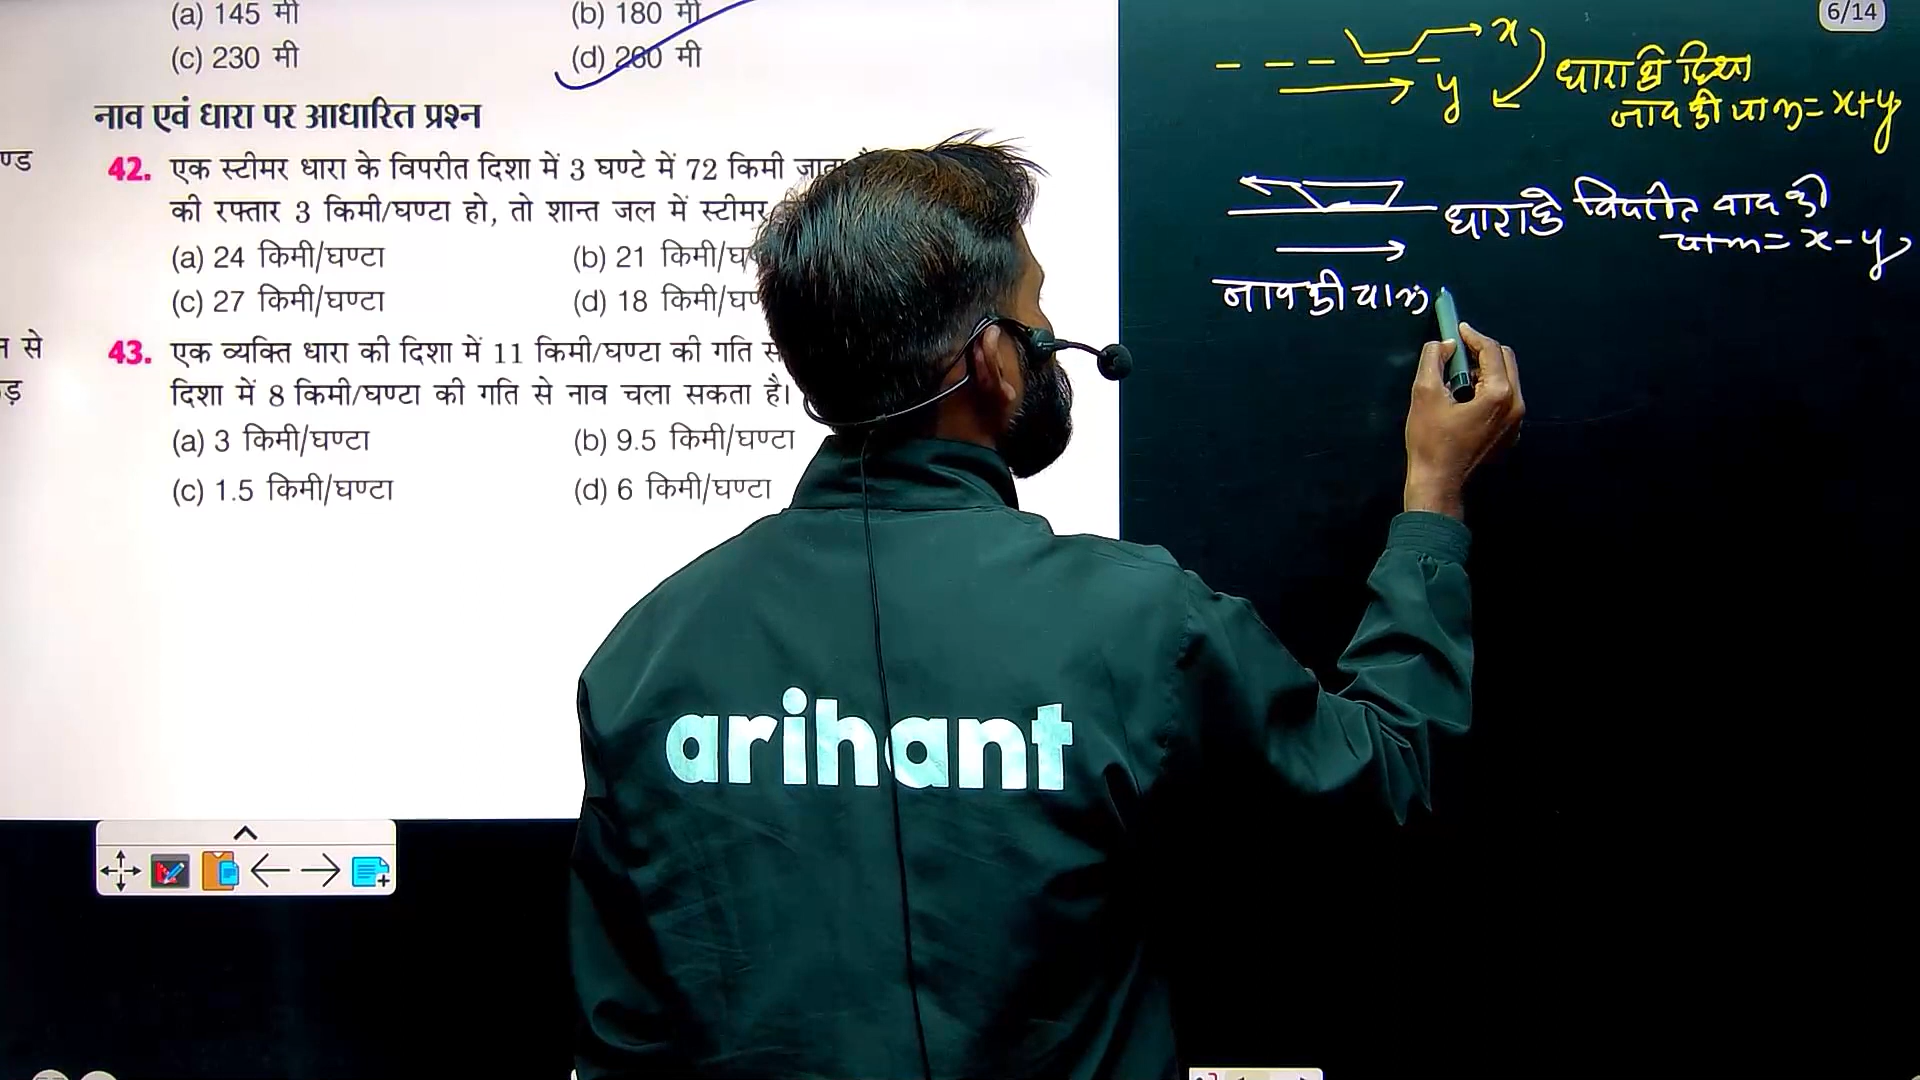 (a) 145 मी (b) 180 मी
(c) 230 मी (d) 260 मी
नाव एवं धारा पर आधारित प्रश्न
ण्ड
42. एक स्टीमर धारा के विपरीत दिशा में 3 घण्टे में 72 किमी जाता
की रफ्तार 3 किमी/घण्टा हो, तो शान्त जल में स्टीमर
(a) 24 किमी/घण्टा (b) 21 किमी/घ
(c) 27 किमी/घण्टा (d) 18 किमी/घण
से
43. एक व्यक्ति धारा की दिशा में 11 किमी/घण्टा की गति से
ड़
दिशा में 8 किमी/घण्टा की गति से नाव चला सकता है।
(a) 3 किमी/घण्टा (b) 9.5 किमी/घण्टा
(c) 1.5 किमी/घण्टा (d) 6 किमी/घण्टा
6/14
x
y
धारा की दिशा
नाव की चाल = x+y
धारा के विपरीत नाव की
चाल = x-y
नाव की चाल
arihant